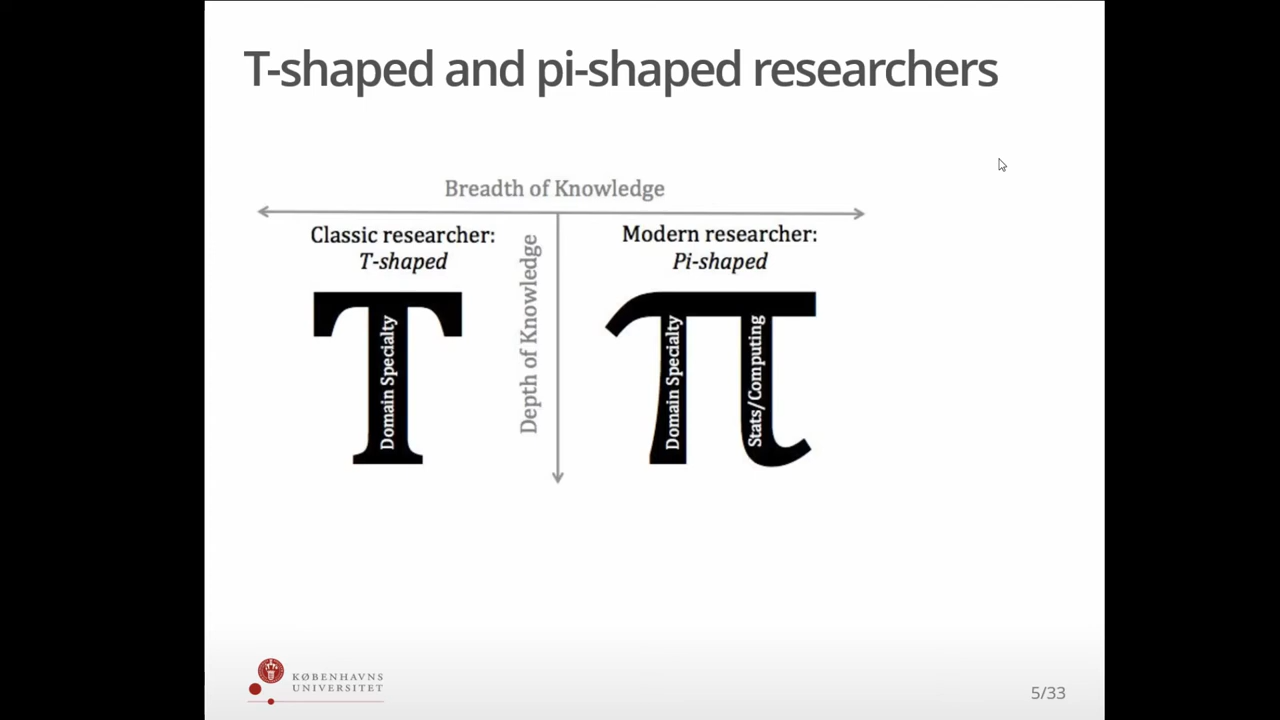 T-shaped and pi-shaped researchers
Breadth of Knowledge
Classic researcher:
T-shaped
Depth of Knowledge
Modern researcher:
Pi-shaped
T
Domain Specialty
π
Domain Specialty
Stats/Computing
KØBENHAVNS
UNIVERSITET
5/33